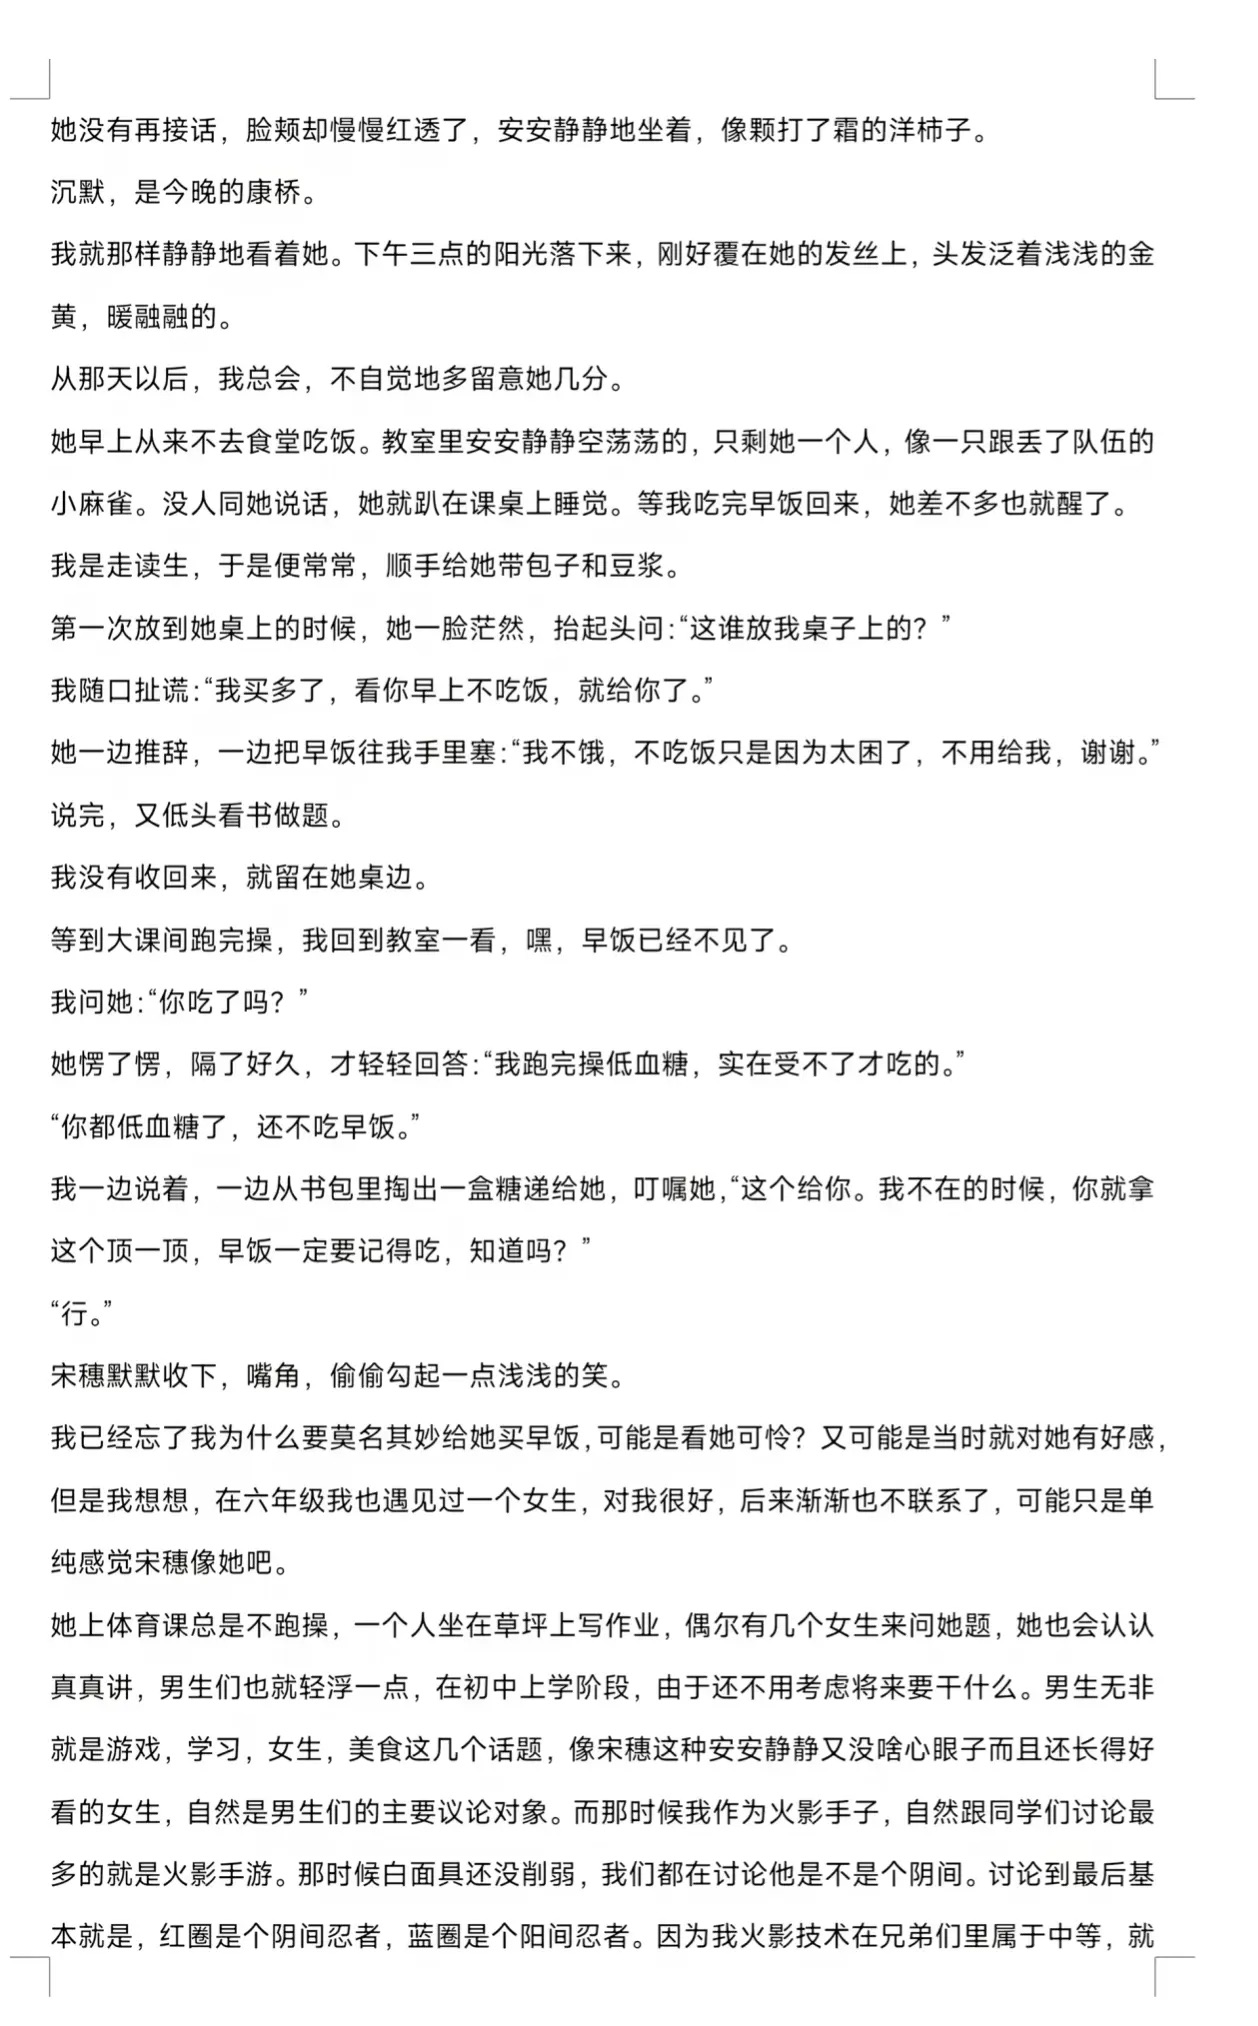 她没有再接话，脸颊却慢慢红透了，安安静静地坐着，像颗打了霜的洋柿子。
沉默，是今晚的康桥。
我就那样静静地看着她。下午三点的阳光落下来，刚好覆在她的发丝上，头发泛着浅浅的金
黄，暖融融的。
从那天以后，我总会，不自觉地多留意她几分。
她早上从来不去食堂吃饭。教室里安安静静空荡荡的，只剩她一个人，像一只跟丢了队伍的
小麻雀。没人同她说话，她就趴在课桌上睡觉。等我吃完早饭回来，她差不多也就醒了。
我是走读生，于是便常常，顺手给她带包子和豆浆。
第一次放到她桌上的时候，她一脸茫然，抬起头问：“这谁放我桌子上的？”
我随口扯谎：“我买多了，看你早上不吃饭，就给你了。”
她一边推辞，一边把早饭往我手里塞：“我不饿，不吃饭只是因为太困了，不用给我，谢谢。”
说完，又低头看书做题。
我没有收回来，就留在她桌边。
等到大课间跑完操，我回到教室一看，嘿，早饭已经不见了。
我问她：“你吃了吗？”
她愣了愣，隔了好久，才轻轻回答：“我跑完操低血糖，实在受不了才吃的。”
“你都低血糖了，还不吃早饭。”
我一边说着，一边从书包里掏出一盒糖递给她，叮嘱她，“这个给你。我不在的时候，你就拿
这个顶一顶，早饭一定要记得吃，知道吗？”
“行。”
宋穗默默收下，嘴角，偷偷勾起一点浅浅的笑。
我已经忘了我为什么要莫名其妙给她买早饭，可能是看她可怜？又可能是当时就对她有好感，
但是我想想，在六年级我也遇见过一个女生，对我很好，后来渐渐也不联系了，可能只是单
纯感觉宋穗像她吧。
她上体育课总是不跑操，一个人坐在草坪上写作业，偶尔有几个女生来问她题，她也会认认
真真讲，男生们也就轻浮一点，在初中上学阶段，由于还不用考虑将来要干什么。男生无非
就是游戏，学习，女生，美食这几个话题，像宋穗这种安安静静又没啥心眼子而且还长得好
看的女生，自然是男生们的主要议论对象。而那时候我作为火影手子，自然跟同学们讨论最
多的就是火影手游。那时候白面具还没削弱，我们都在讨论他是不是个阴间。讨论到最后基
本就是，红圈是个阴间忍者，蓝圈是个阳间忍者。因为我火影技术在兄弟们里属于中等，就